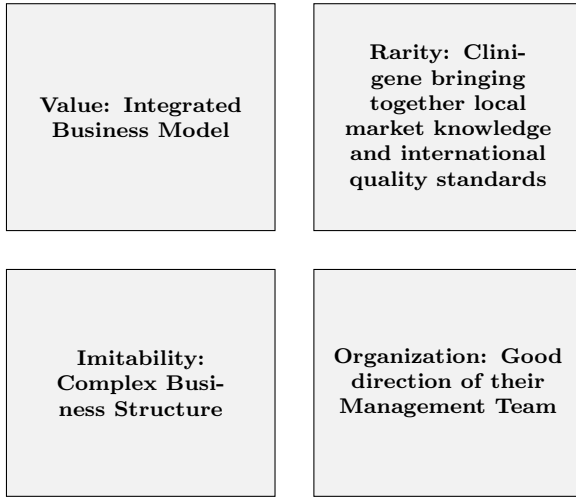 Value: Integrated
Business Model
Rarity: Clini-
gene bringing
together local
market knowledge
and international
quality standards
Imitability:
Complex Busi-
ness Structure
Organization: Good
direction of their
Management Team